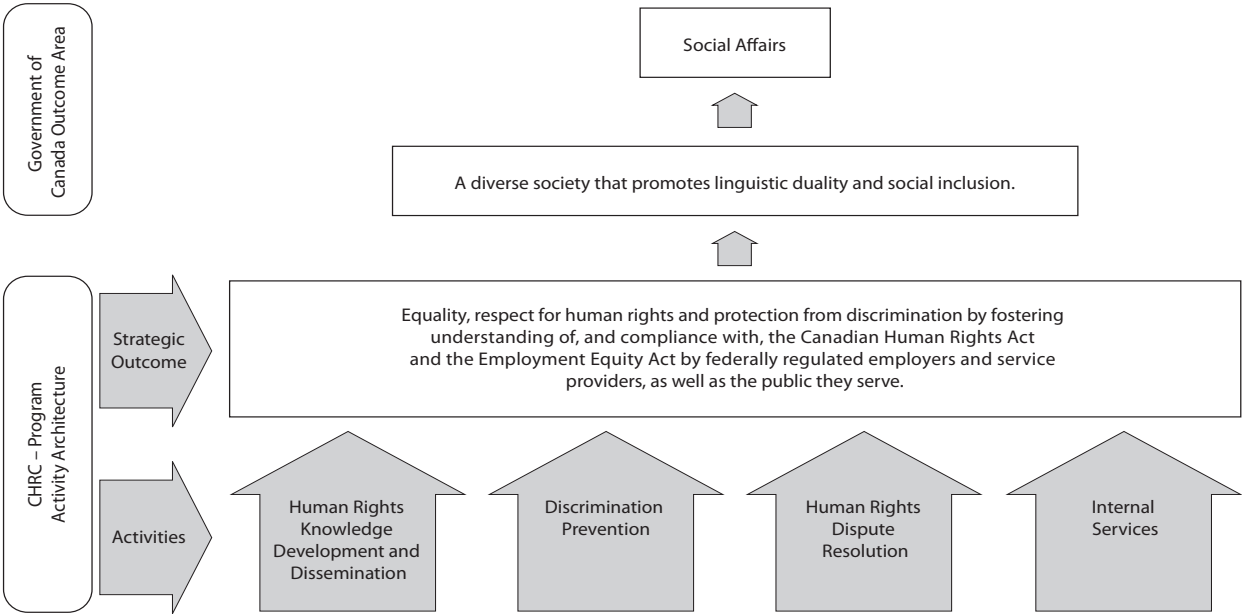 Government of
Canada Outcome Area
Social Affairs
A diverse society that promotes linguistic duality and social inclusion.
CHRC – Program
Activity Architecture
Strategic
Outcome
Equality, respect for human rights and protection from discrimination by fostering
understanding of, and compliance with, the Canadian Human Rights Act
and the Employment Equity Act by federally regulated employers and service
providers, as well as the public they serve.
Activities
Human Rights
Knowledge
Development and
Dissemination
Discrimination
Prevention
Human Rights
Dispute
Resolution
Internal
Services